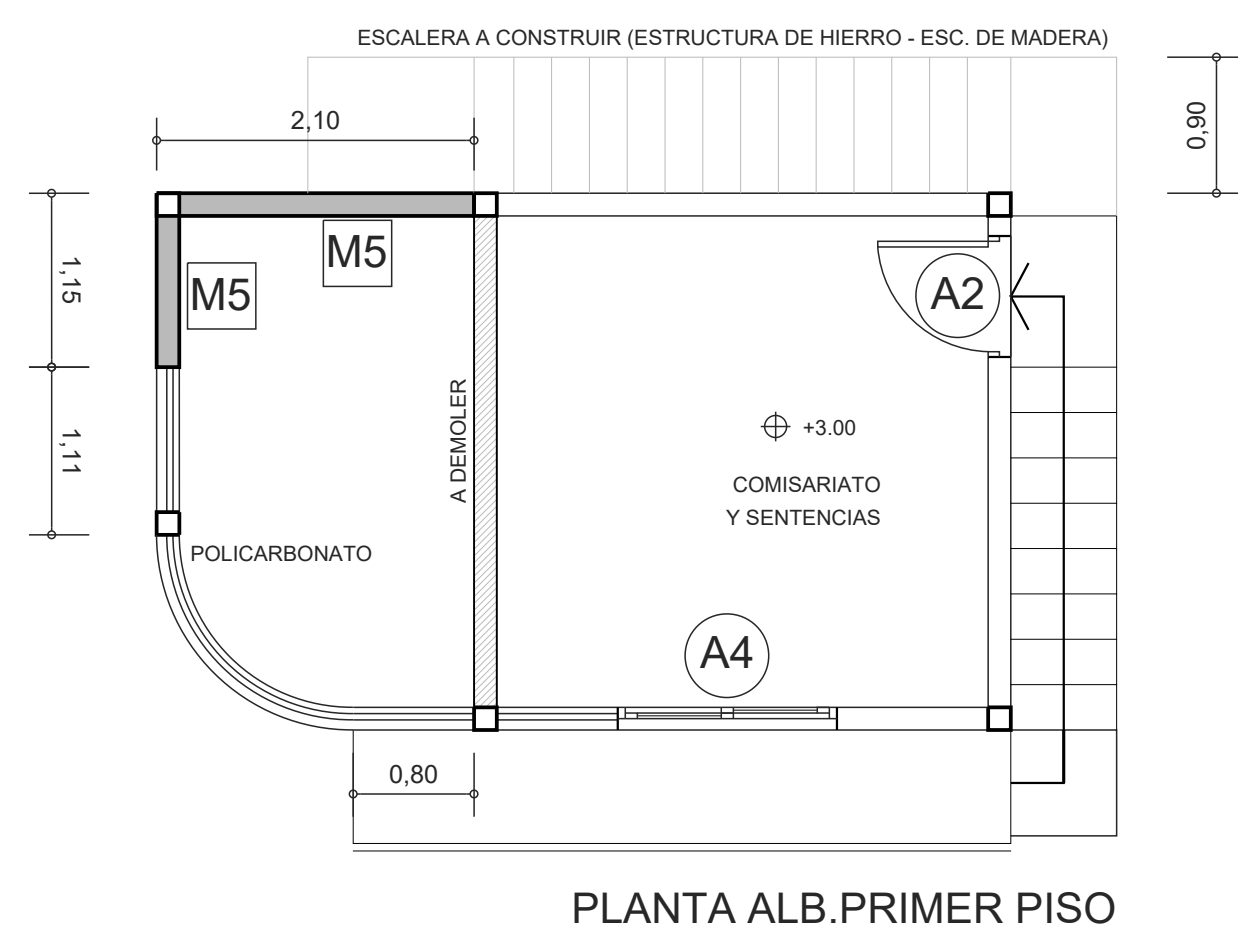 ESCALERA A CONSTRUIR (ESTRUCTURA DE HIERRO - ESC. DE MADERA)
2,10
0,90
M5
M5
A2
1,15
1,11
A DEMOLER
+3.00
COMISARIATO
Y SENTENCIAS
POLICARBONATO
A4
0,80
PLANTA ALB.PRIMER PISO